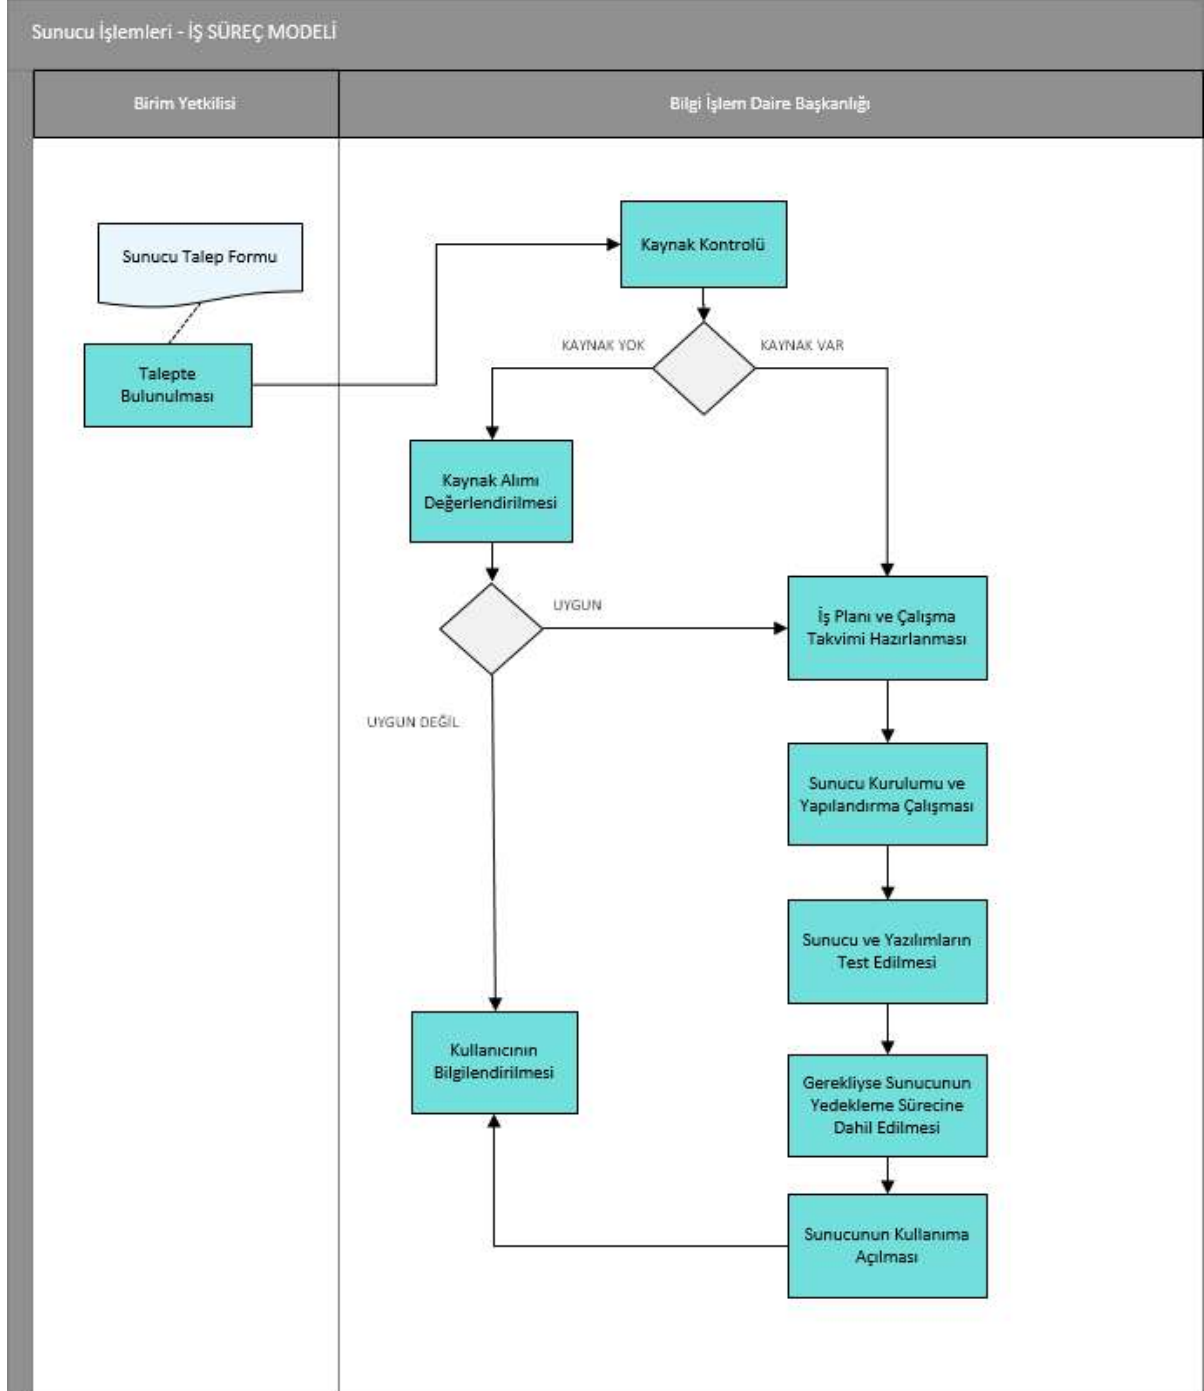 Sunucu İşlemleri - İŞ SÜREÇ MODELİ
Birim Yetkilisi
Bilgi İşlem Daire Başkanlığı
Sunucu Talep Formu
Talepte
Bulunulması
Kaynak Kontrolü
KAYNAK YOK
KAYNAK VAR
Kaynak Alımı
Değerlendirilmesi
UYGUN
UYGUN DEĞİL
İş Planı ve Çalışma
Takvimi Hazırlanması
Sunucu Kurulumu ve
Yapılandırma Çalışması
Sunucu ve Yazılımların
Test Edilmesi
Gerekliyse Sunucunun
Yedekleme Sürecine
Dahil Edilmesi
Sunucunun Kullanıma
Açılması
Kullanıcının
Bilgilendirilmesi